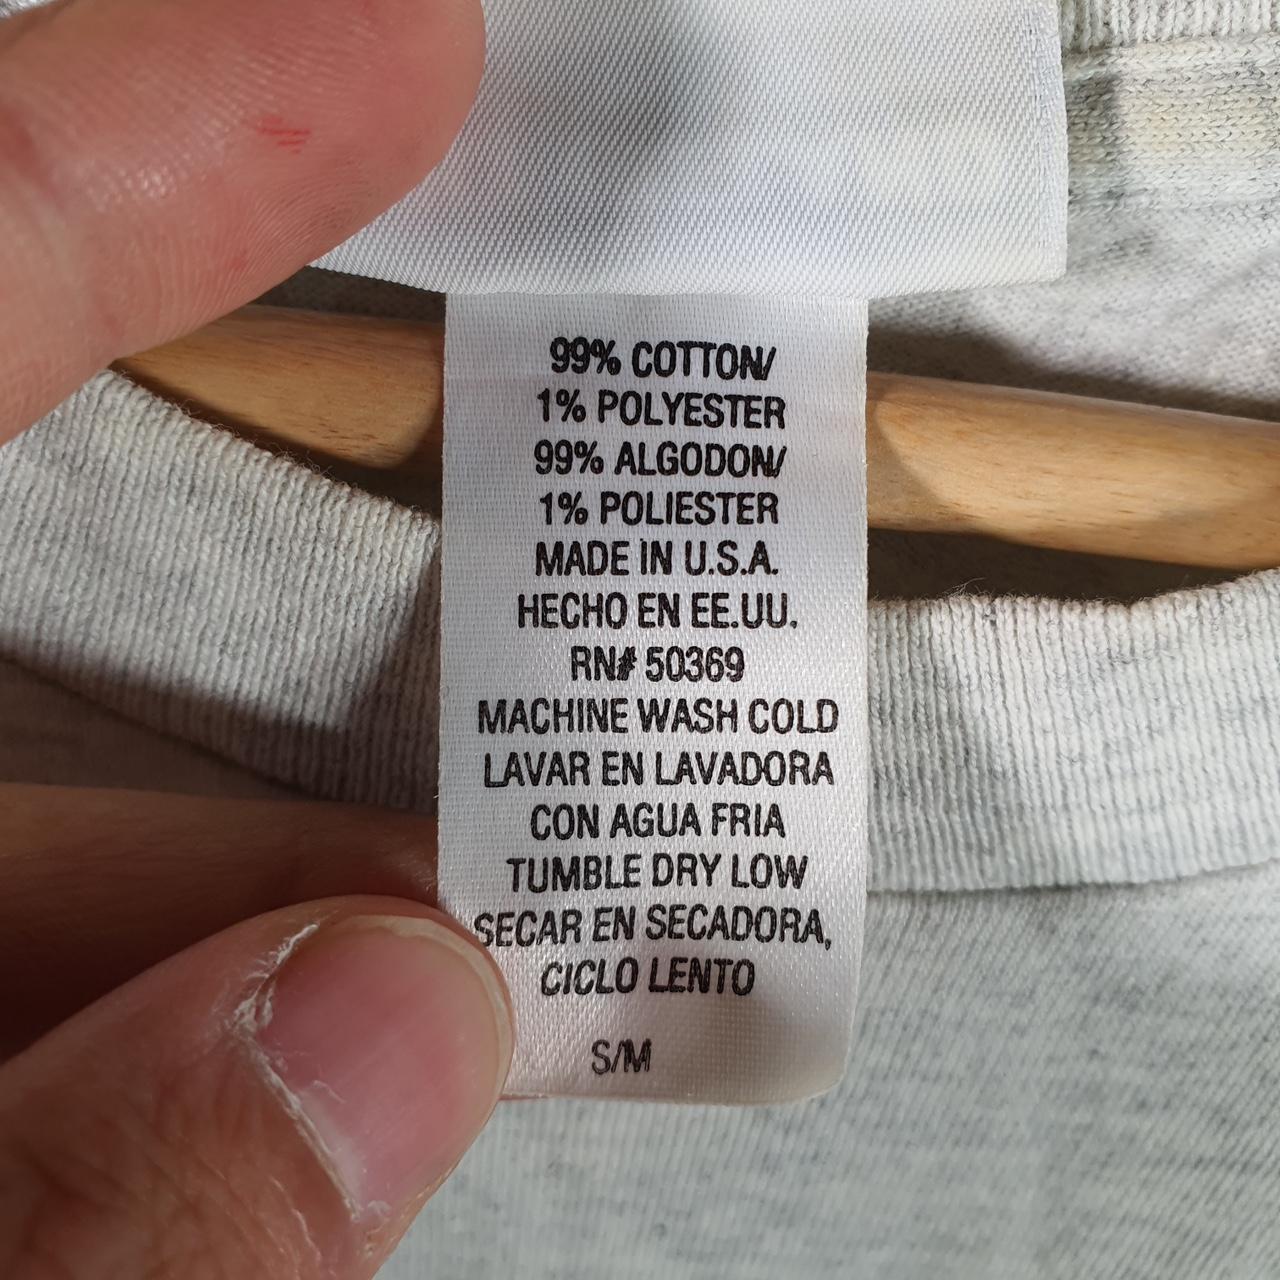 99% COTTON/
1% POLYESTER
99% ALGODON/
1% POLIESTER
MADE IN U.S.A.
HECHO EN EE.UU.
RN# 50369
MACHINE WASH COLD
LAVAR EN LAVADORA
CON AGUA FRIA
TUMBLE DRY LOW
SECAR EN SECADORA,
CICLO LENTO
S/M